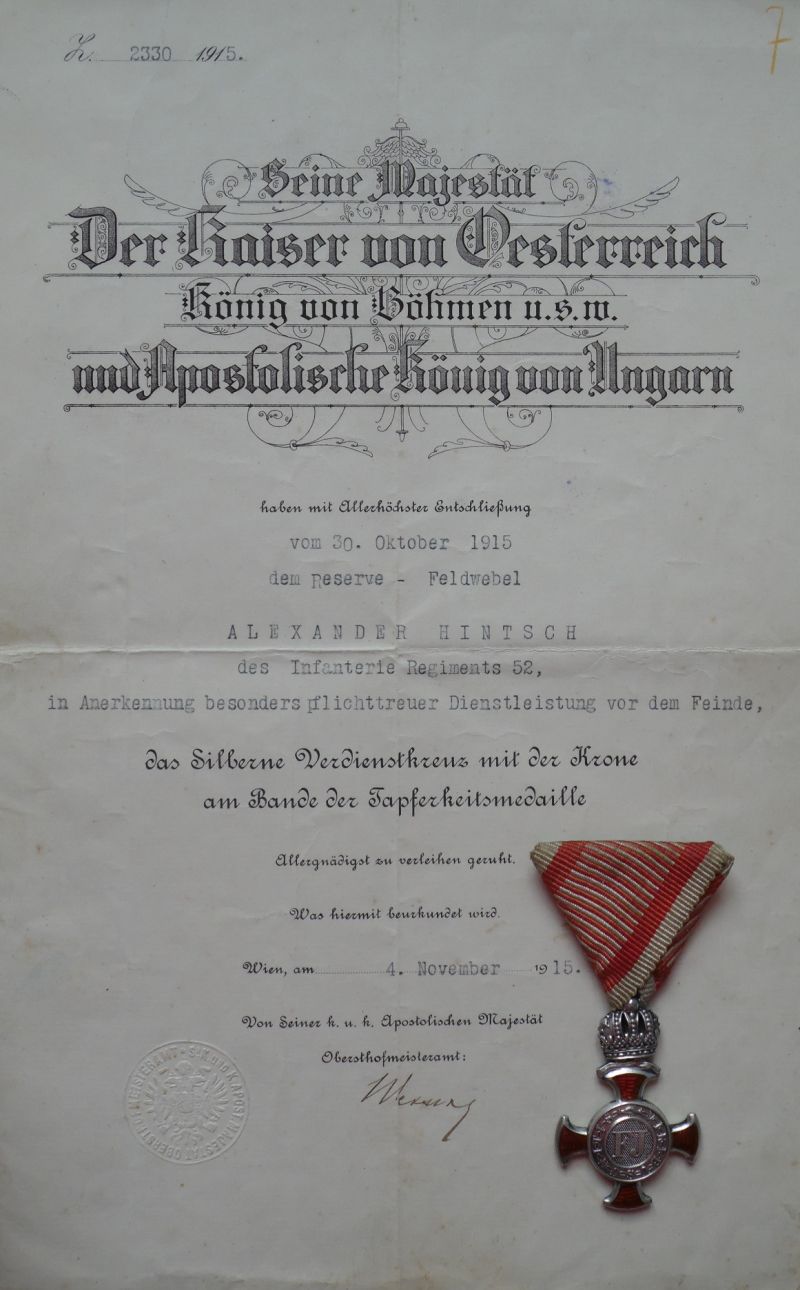 Z. 2330 1915.
7
Seine Majestät
Der Kaiser von Oesterreich
König von Böhmen u.s.w.
und Apostolische König von Ungarn
haben mit Allerhöchster Entschließung
vom 30. Oktober 1915
dem Reserve - Feldwebel
ALEXANDER HINTSCH
des Infanterie Regiments 52,
in Anerkennung besonders pflichttreuer Dienstleistung vor dem Feinde,
das Silberne Verdienstkreuz mit der Krone
am Bande der Tapferkeitsmedaille
Allergnädigst zu verleihen geruht.
Was hiermit beurkundet wird.
Wien, am 4. November 1915.
Von Seiner k. u. k. Apostolischen Majestät
Obersthofmeisteramt:
FJ